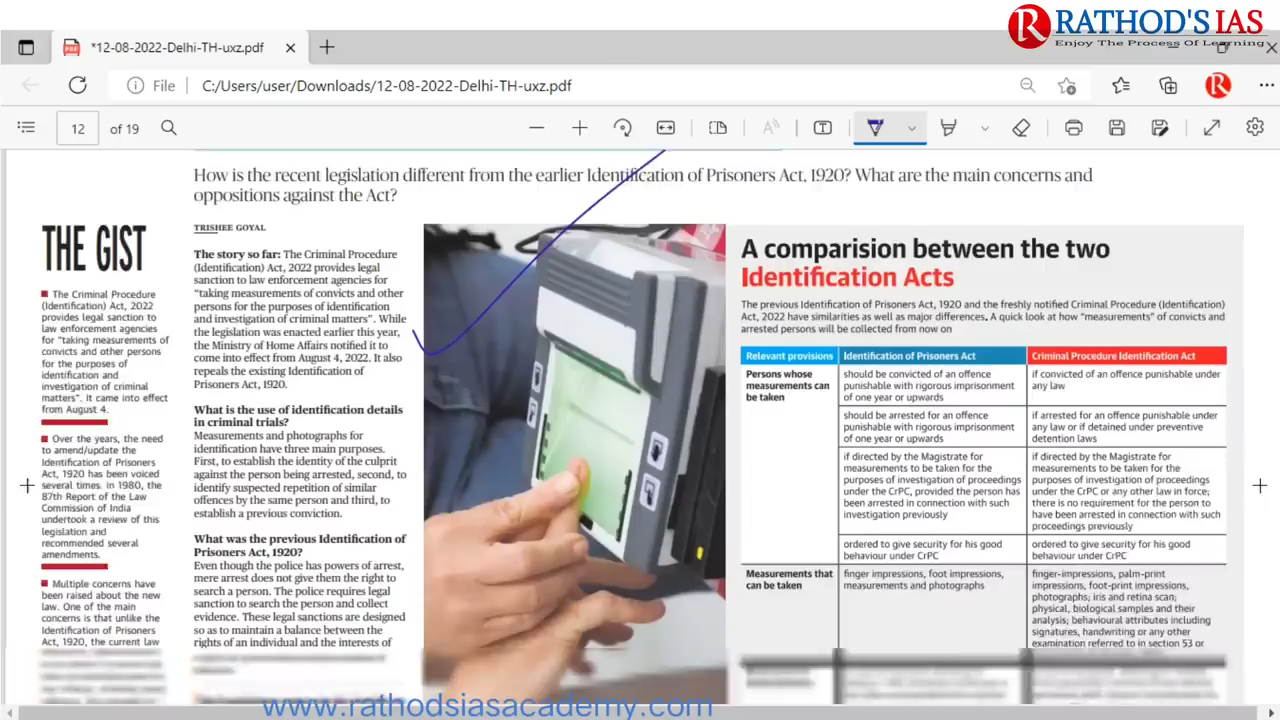 RATHOD'S IAS
Enjoy The Process Of Learning
*12-08-2022-Delhi-TH-uxz.pdf
File
C:/Users/user/Downloads/12-08-2022-Delhi-TH-uxz.pdf
12
of 19
How is the recent legislation different from the earlier Identification of Prisoners Act, 1920? What are the main concerns and
oppositions against the Act?
THE GIST
The Criminal Procedure
(Identification) Act, 2022
provides legal sanction to
law enforcement agencies
for “taking measurements of
convicts and other persons
for the purposes of
identification and
investigation of criminal
matters”. It came into effect
from August 4.
Over the years, the need
to amend/update the
Identification of Prisoners
Act, 1920 has been voiced
several times. In 1980, the
87th Report of the Law
Commission of India
undertook a review of this
legislation and
recommended several
amendments.
Multiple concerns have
been raised about the new
law. One of the main
concerns is that unlike the
Identification of Prisoners
Act, 1920, the current law
TRISHEE GOYAL
The story so far: The Criminal Procedure
(Identification) Act, 2022 provides legal
sanction to law enforcement agencies for
“taking measurements of convicts and other
persons for the purposes of identification
and investigation of criminal matters”. While
the legislation was enacted earlier this year,
the Ministry of Home Affairs notified it to
come into effect from August 4, 2022. It also
repeals the existing Identification of
Prisoners Act, 1920.
What is the use of identification details
in criminal trials?
Measurements and photographs for
identification have three main purposes.
First, to establish the identity of the culprit
against the person being arrested, second, to
identify suspected repetition of similar
offences by the same person and third, to
establish a previous conviction.
What was the previous Identification of
Prisoners Act, 1920?
Even though the police has powers of arrest,
mere arrest does not give them the right to
search a person. The police requires legal
sanction to search the person and collect
evidence. These legal sanctions are designed
so as to maintain a balance between the
rights of an individual and the interests of
A comparision between the two
Identification Acts
The previous Identification of Prisoners Act, 1920 and the freshly notified Criminal Procedure (Identification)
Act, 2022 have similarities as well as major differences. A quick look at how “measurements” of convicts and
arrested persons will be collected from now on
Relevant provisions
Identification of Prisoners Act
Criminal Procedure Identification Act
Persons whose
measurements can
be taken
should be convicted of an offence
punishable with rigorous imprisonment
of one year or upwards
if convicted of an offence punishable under
any law
should be arrested for an offence
punishable with rigorous imprisonment
of one year or upwards
if arrested for an offence punishable under
any law or if detained under preventive
detention laws
if directed by the Magistrate for
measurements to be taken for the
purposes of investigation of proceedings
under the CrPC, provided the person has
been arrested in connection with such
investigation previously
if directed by the Magistrate for
measurements to be taken for the
purposes of investigation of proceedings
under the CrPC or any other law in force;
there is no requirement for the person to
have been arrested in connection with such
proceedings previously
ordered to give security for his good
behaviour under CrPC
ordered to give security for his good
behaviour under CrPC
Measurements that
can be taken
finger impressions, foot impressions,
measurements and photographs
finger-impressions, palm-print
impressions, foot-print impressions,
photographs; iris and retina scan;
physical, biological samples and their
analysis; behavioural attributes including
signatures, handwriting or any other
examination referred to in section 53 or
www.rathodsiasacademy.com